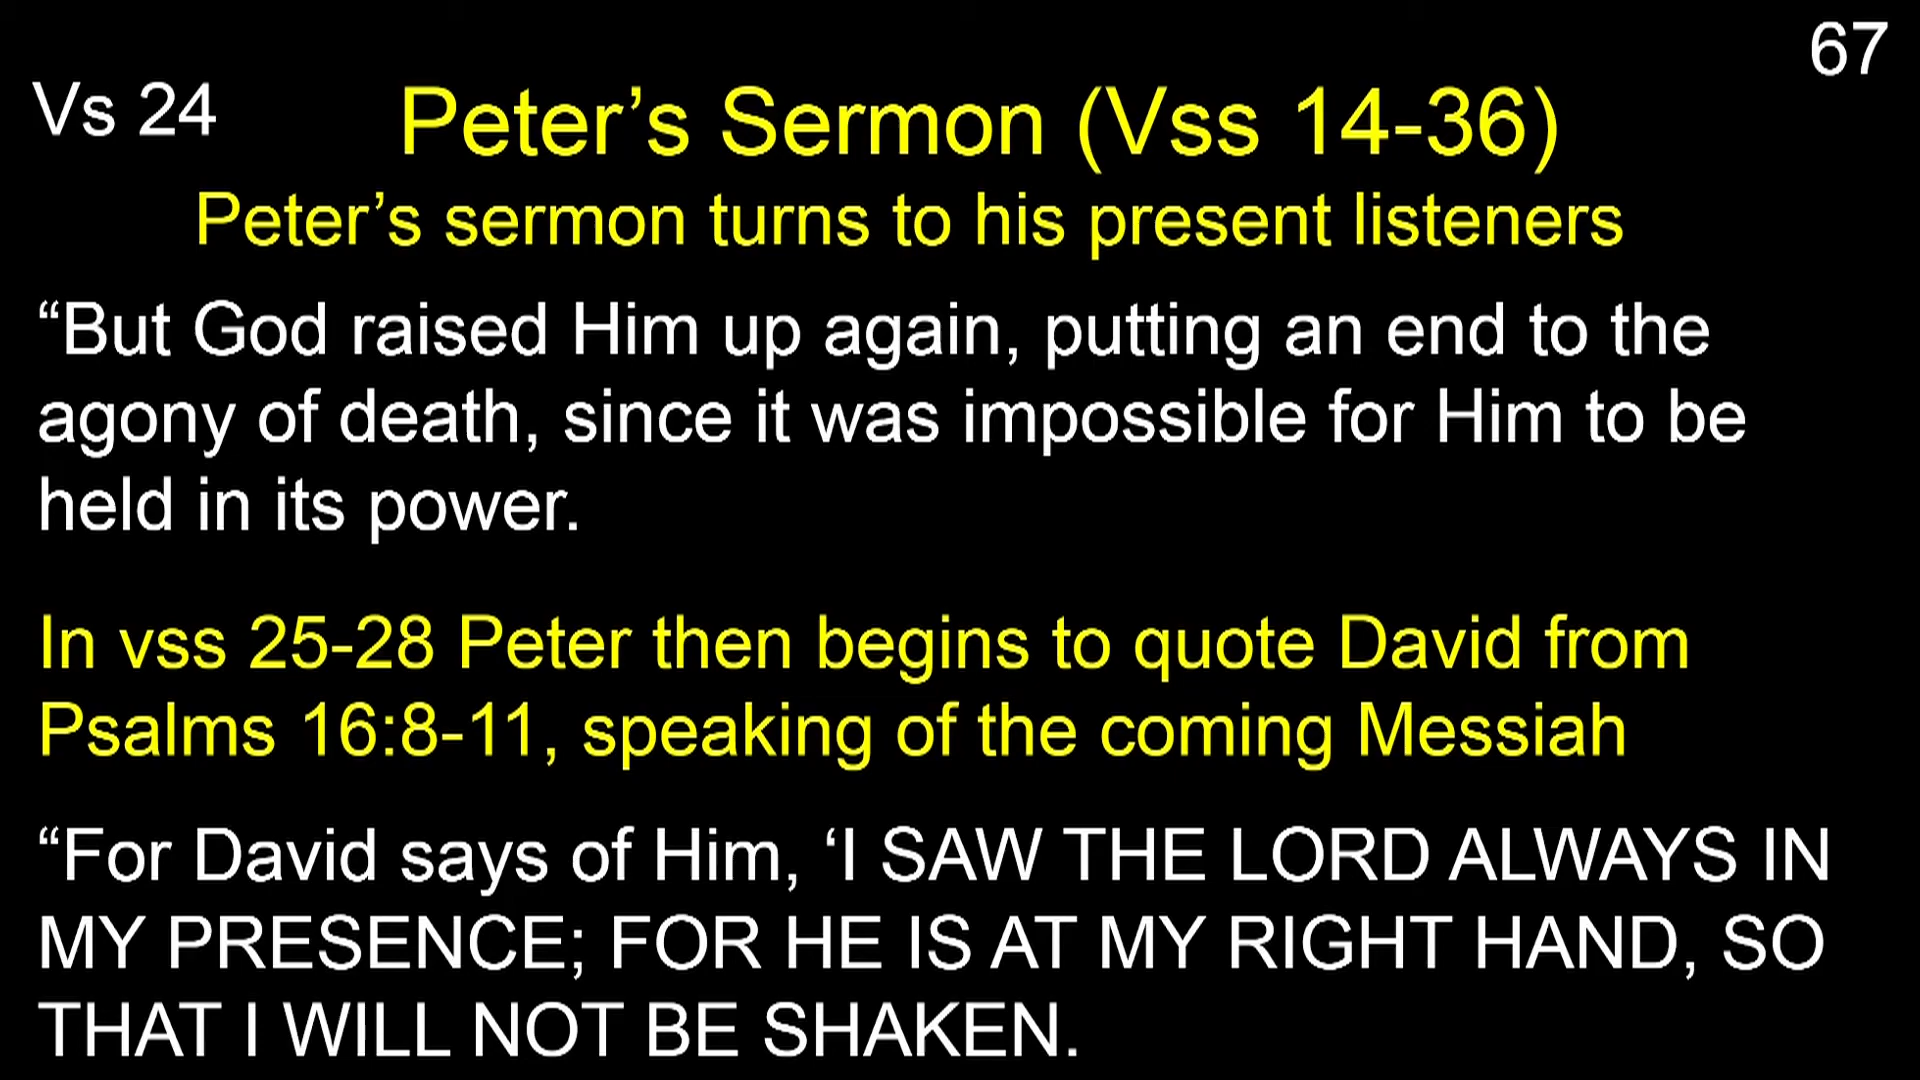 67
Vs 24
Peter’s Sermon (Vss 14-36)
Peter’s sermon turns to his present listeners
“But God raised Him up again, putting an end to the
agony of death, since it was impossible for Him to be
held in its power.
In vss 25-28 Peter then begins to quote David from
Psalms 16:8-11, speaking of the coming Messiah
“For David says of Him, ‘I SAW THE LORD ALWAYS IN
MY PRESENCE; FOR HE IS AT MY RIGHT HAND, SO
THAT I WILL NOT BE SHAKEN.